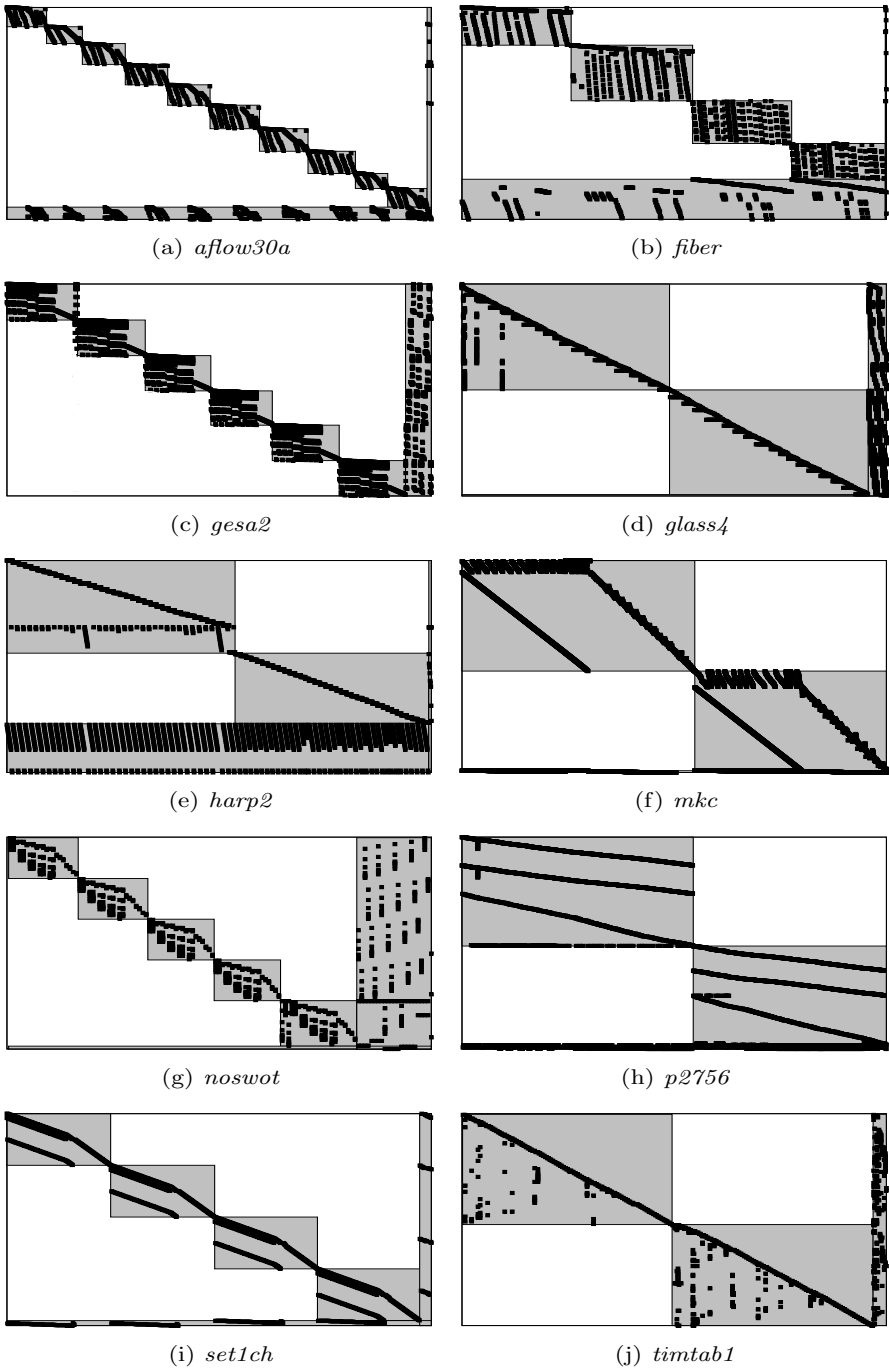 (a) aflow30a
(b) fiber
(c) gesa2
(d) glass4
(e) harp2
(f) mkc
(g) noswot
(h) p2756
(i) set1ch
(j) timtab1